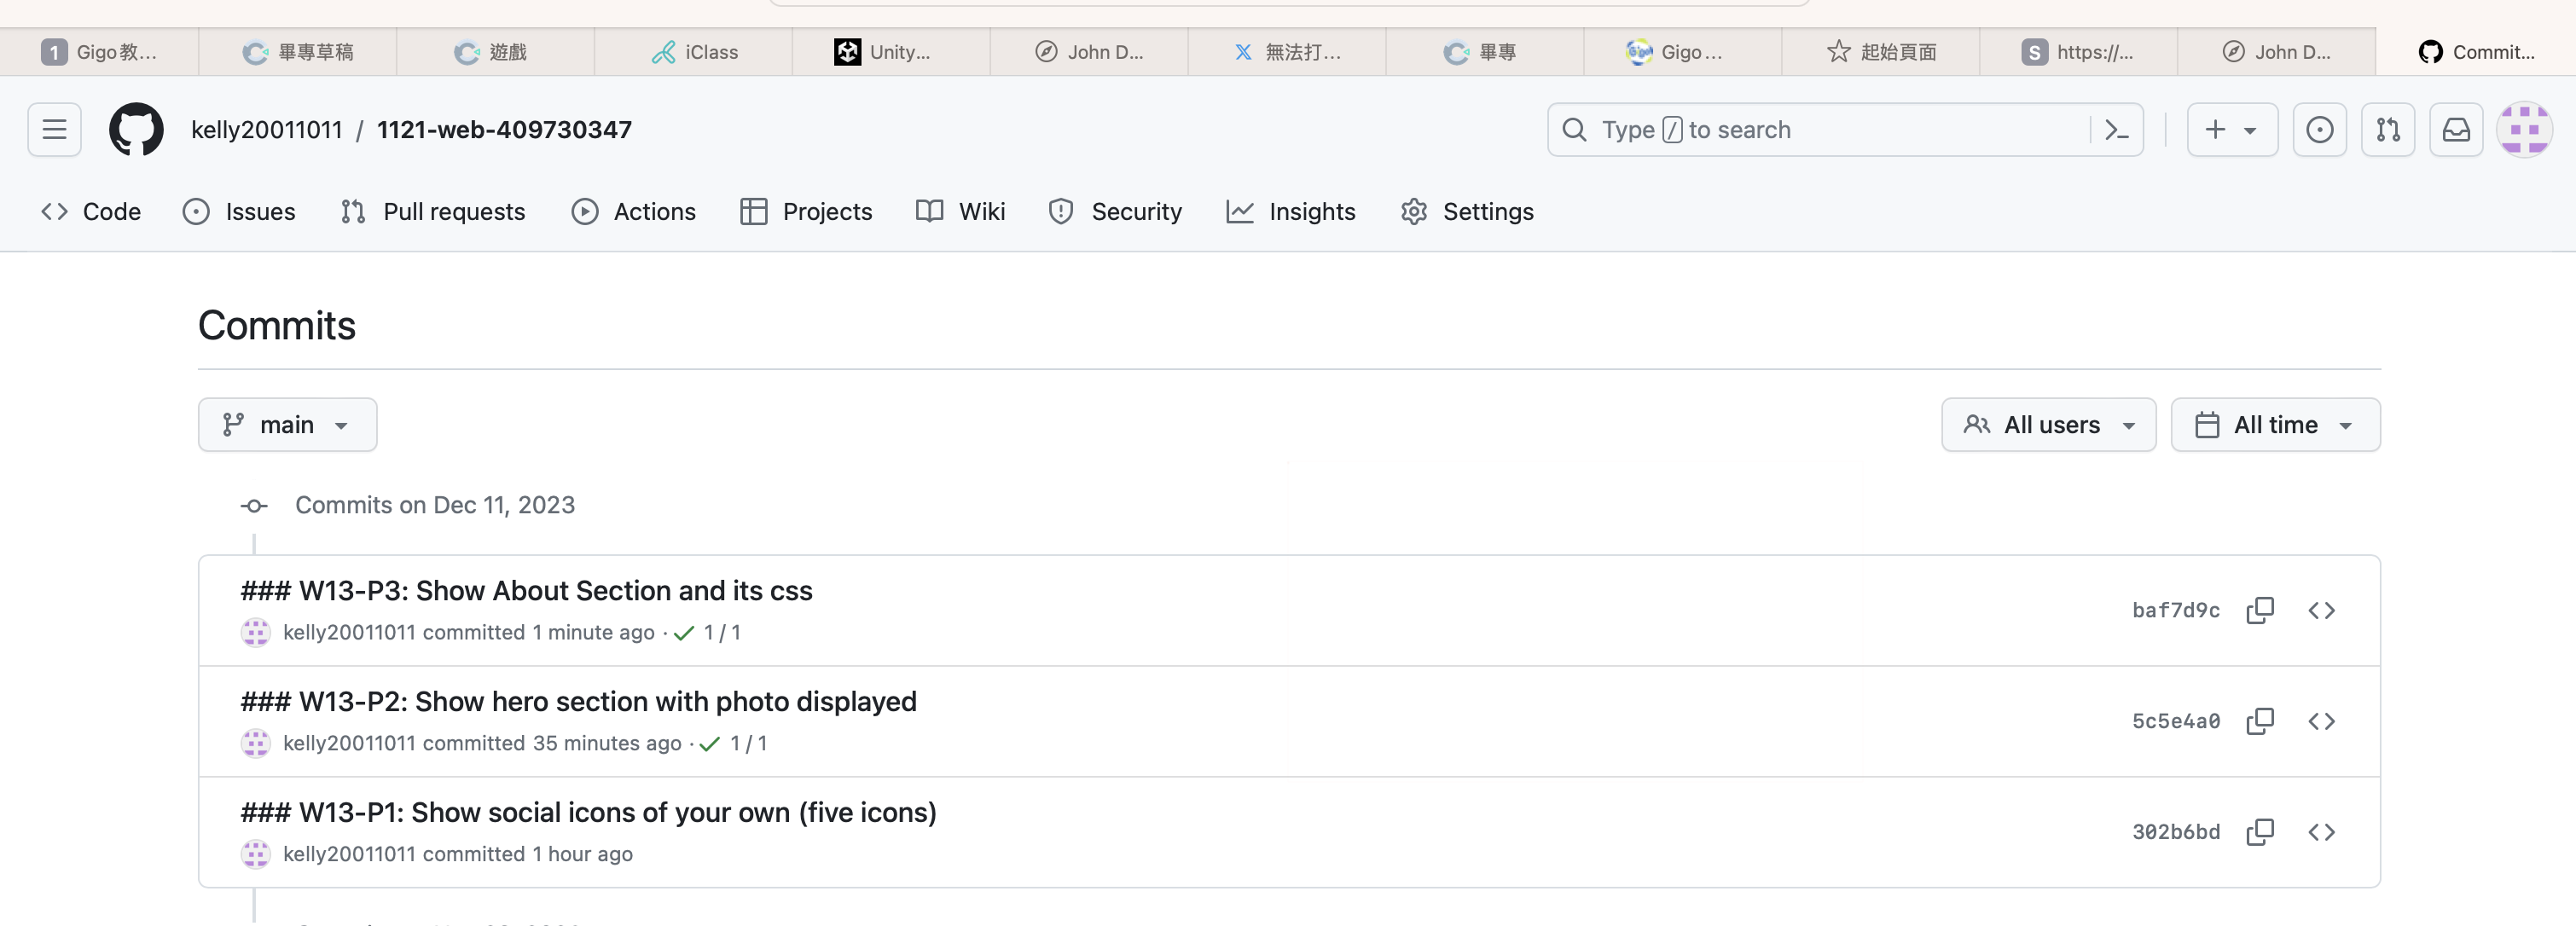 1 Gigo教... 畢專草稿 遊戲 iClass Unity... John D... 無法打... 畢專 Gigo... 起始頁面 S https://... John D... Commit...
kelly20011011 / 1121-web-409730347 Type / to search
Code Issues Pull requests Actions Projects Wiki Security Insights Settings
Commits
main All users All time
Commits on Dec 11, 2023
### W13-P3: Show About Section and its css
baf7d9c
kelly20011011 committed 1 minute ago · 1 / 1
### W13-P2: Show hero section with photo displayed
5c5e4a0
kelly20011011 committed 35 minutes ago · 1 / 1
### W13-P1: Show social icons of your own (five icons)
302b6bd
kelly20011011 committed 1 hour ago